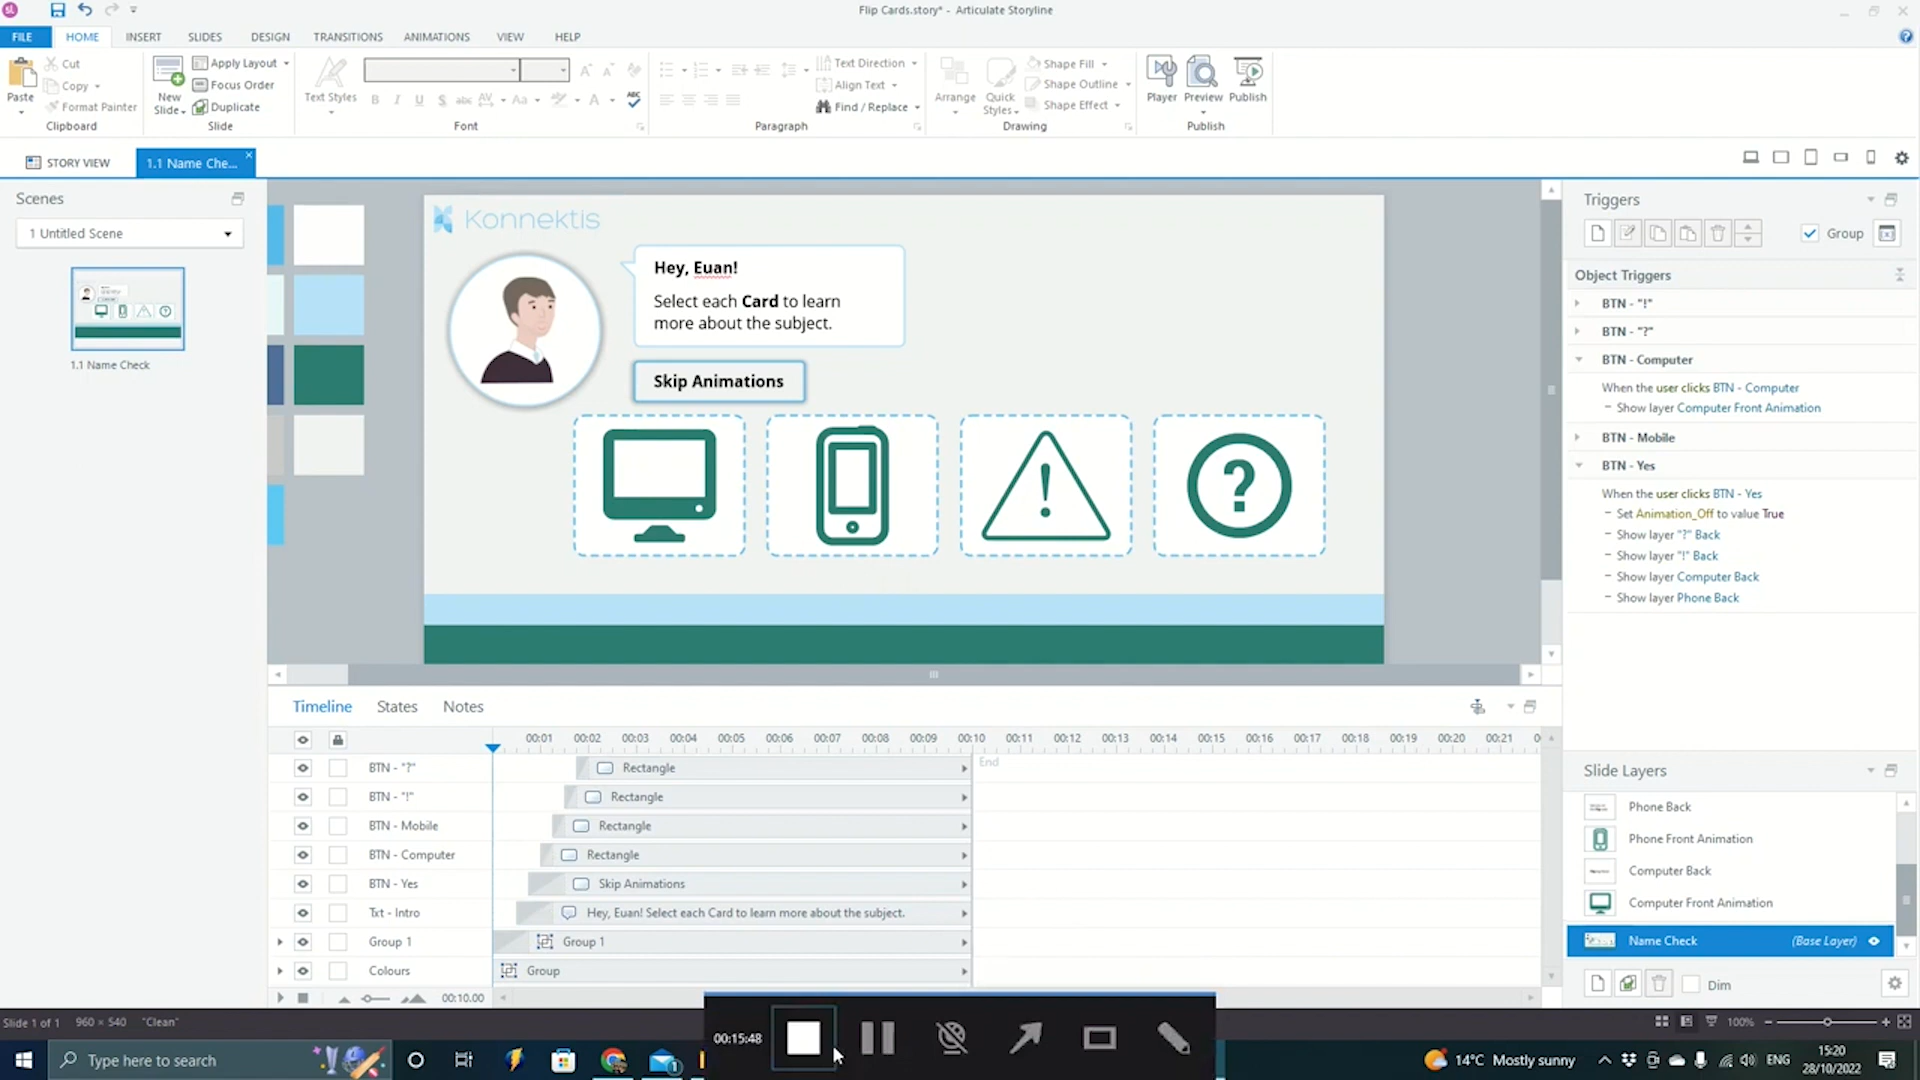 Flip Cards.story* - Articulate Storyline
FILE HOME INSERT SLIDES DESIGN TRANSITIONS ANIMATIONS VIEW HELP
Paste
Cut
Copy
Format Painter
Clipboard
New Slide
Apply Layout
Focus Order
Duplicate
Slide
Text Styles
B I U S abc AV Aa A ABC
Font
Text Direction
Align Text
Find / Replace
Paragraph
Arrange
Quick Styles
Shape Fill
Shape Outline
Shape Effect
Drawing
Player
Preview
Publish
Publish
STORY VIEW
1.1 Name Che...
Scenes
1 Untitled Scene
1.1 Name Check
Konnektis
Hey, Euan!
Select each Card to learn
more about the subject.
Skip Animations
!
?
Triggers
Group
Object Triggers
BTN - "!"
BTN - "?"
BTN - Computer
When the user clicks BTN - Computer
- Show layer Computer Front Animation
BTN - Mobile
BTN - Yes
When the user clicks BTN - Yes
- Set Animation_Off to value True
- Show layer "?" Back
- Show layer "!" Back
- Show layer Computer Back
- Show layer Phone Back
Timeline States Notes
00:01 00:02 00:03 00:04 00:05 00:06 00:07 00:08 00:09 00:10 00:11 00:12 00:13 00:14 00:15 00:16 00:17 00:18 00:19 00:20 00:21
BTN - "?" Rectangle End
BTN - "!" Rectangle
BTN - Mobile Rectangle
BTN - Computer Rectangle
BTN - Yes Skip Animations
Txt - Intro Hey, Euan! Select each Card to learn more about the subject.
Group 1 Group 1
Colours Group
00:10.00
Slide Layers
Phone Back
Phone Front Animation
Computer Back
Computer Front Animation
Name Check (Base Layer)
Dim
Slide 1 of 1 960 × 540 "Clean"
100%
00:15:48
Type here to search
14°C Mostly sunny
ENG
15:20
28/10/2022